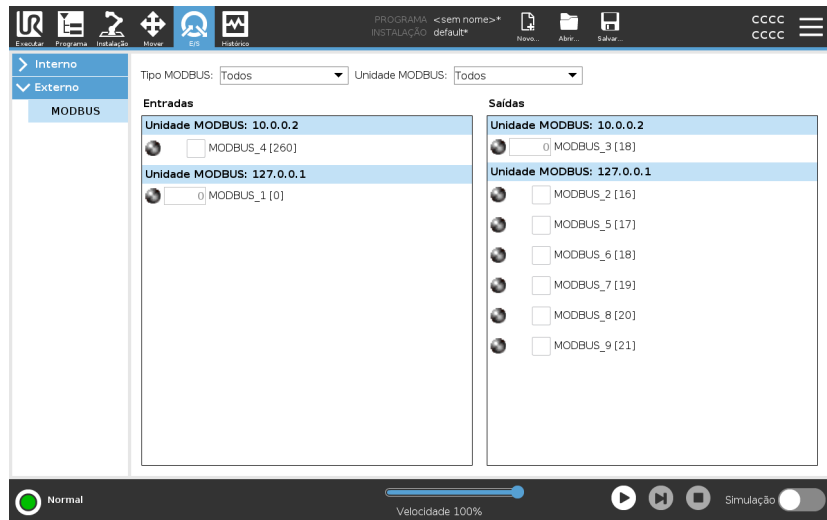 PROGRAMA <sem nome>*
INSTALAÇÃO default*
cccc
cccc
Executar Programa Instalação Mover E/S Histórico Novo... Abrir... Salvar...
Interno
Externo
MODBUS
Tipo MODBUS: Todos Unidade MODBUS: Todos
Entradas
Unidade MODBUS: 10.0.0.2
MODBUS_4 [260]
Unidade MODBUS: 127.0.0.1
0 MODBUS_1 [0]
Saídas
Unidade MODBUS: 10.0.0.2
0 MODBUS_3 [18]
Unidade MODBUS: 127.0.0.1
MODBUS_2 [16]
MODBUS_5 [17]
MODBUS_6 [18]
MODBUS_7 [19]
MODBUS_8 [20]
MODBUS_9 [21]
Normal
Velocidade 100%
Simulação